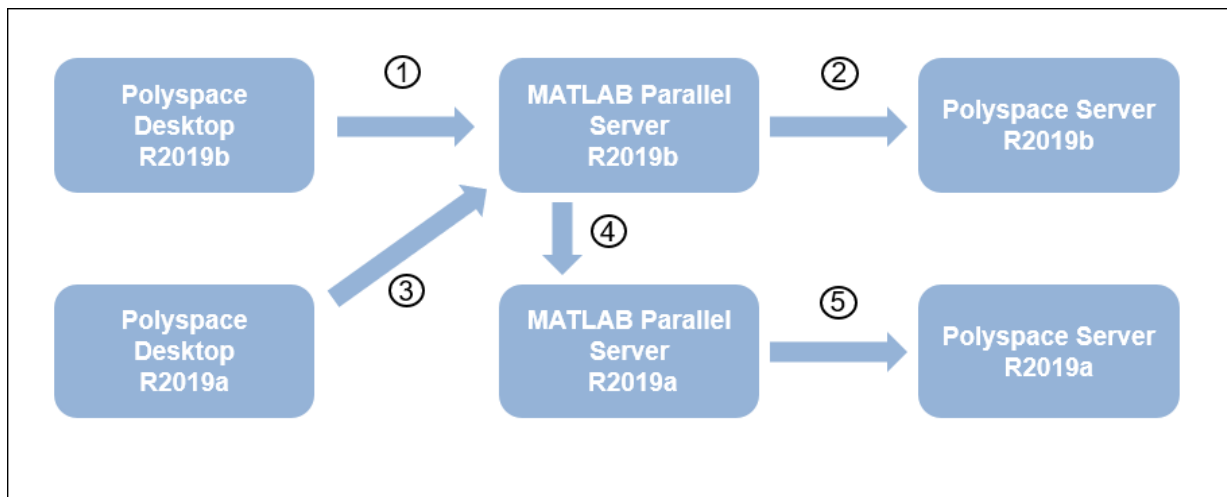 Polyspace
Desktop
R2019b
①
MATLAB Parallel
Server
R2019b
②
Polyspace Server
R2019b
③
④
Polyspace
Desktop
R2019a
MATLAB Parallel
Server
R2019a
⑤
Polyspace Server
R2019a